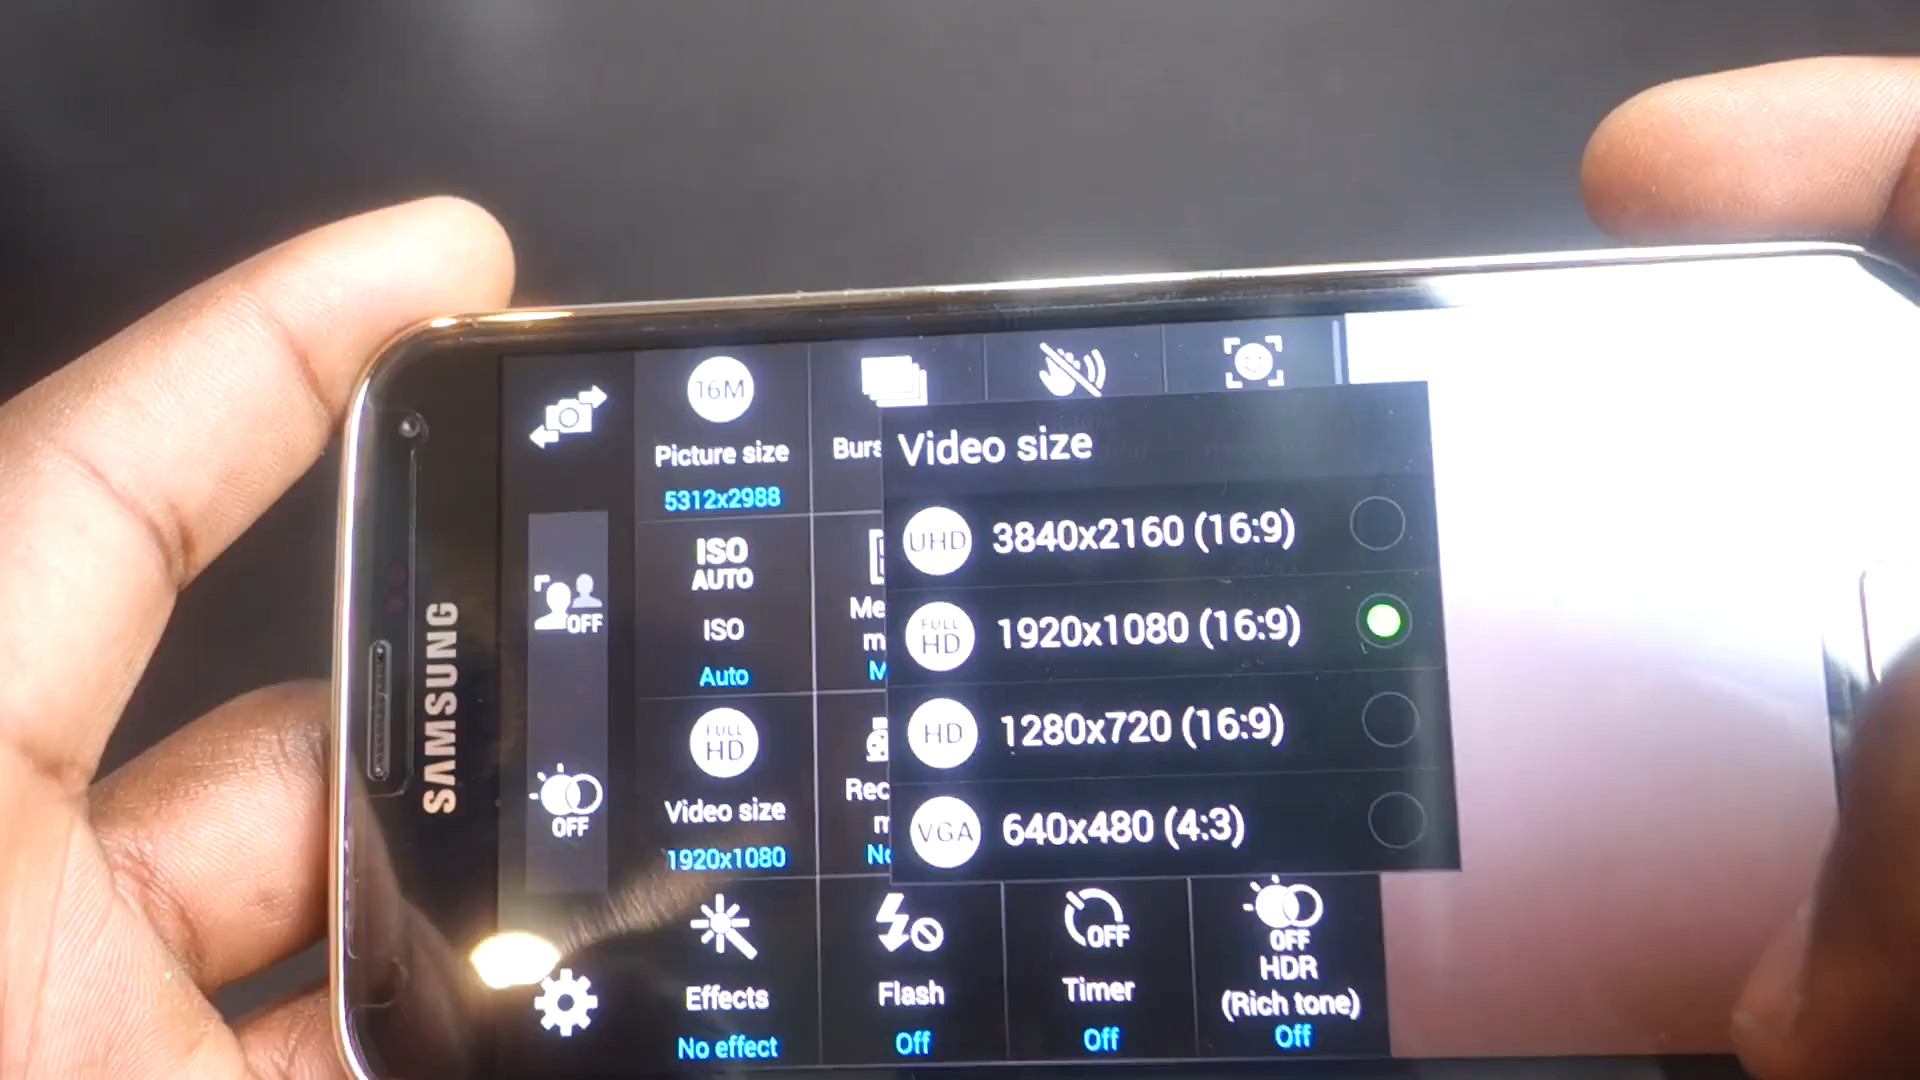 SAMSUNG
16M
Picture size
5312x2988
ISO
AUTO
ISO
Auto
FULL
HD
Video size
1920x1080
OFF
OFF
Effects
No effect
Flash
Off
OFF
Timer
Off
OFF
HDR
(Rich tone)
Off
Video size
UHD 3840x2160 (16:9)
FULL
HD 1920x1080 (16:9)
HD 1280x720 (16:9)
VGA 640x480 (4:3)